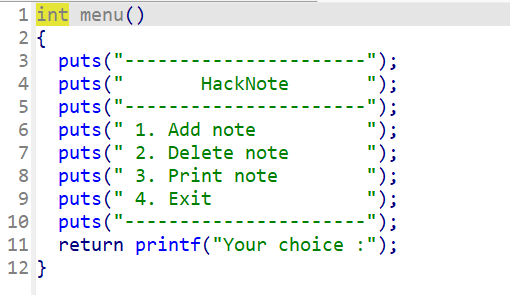 1 int menu()
2 {
3   puts("----------------------");
4   puts("       HackNote       ");
5   puts("----------------------");
6   puts(" 1. Add note          ");
7   puts(" 2. Delete note       ");
8   puts(" 3. Print note        ");
9   puts(" 4. Exit              ");
10   puts("----------------------");
11   return printf("Your choice :");
12 }